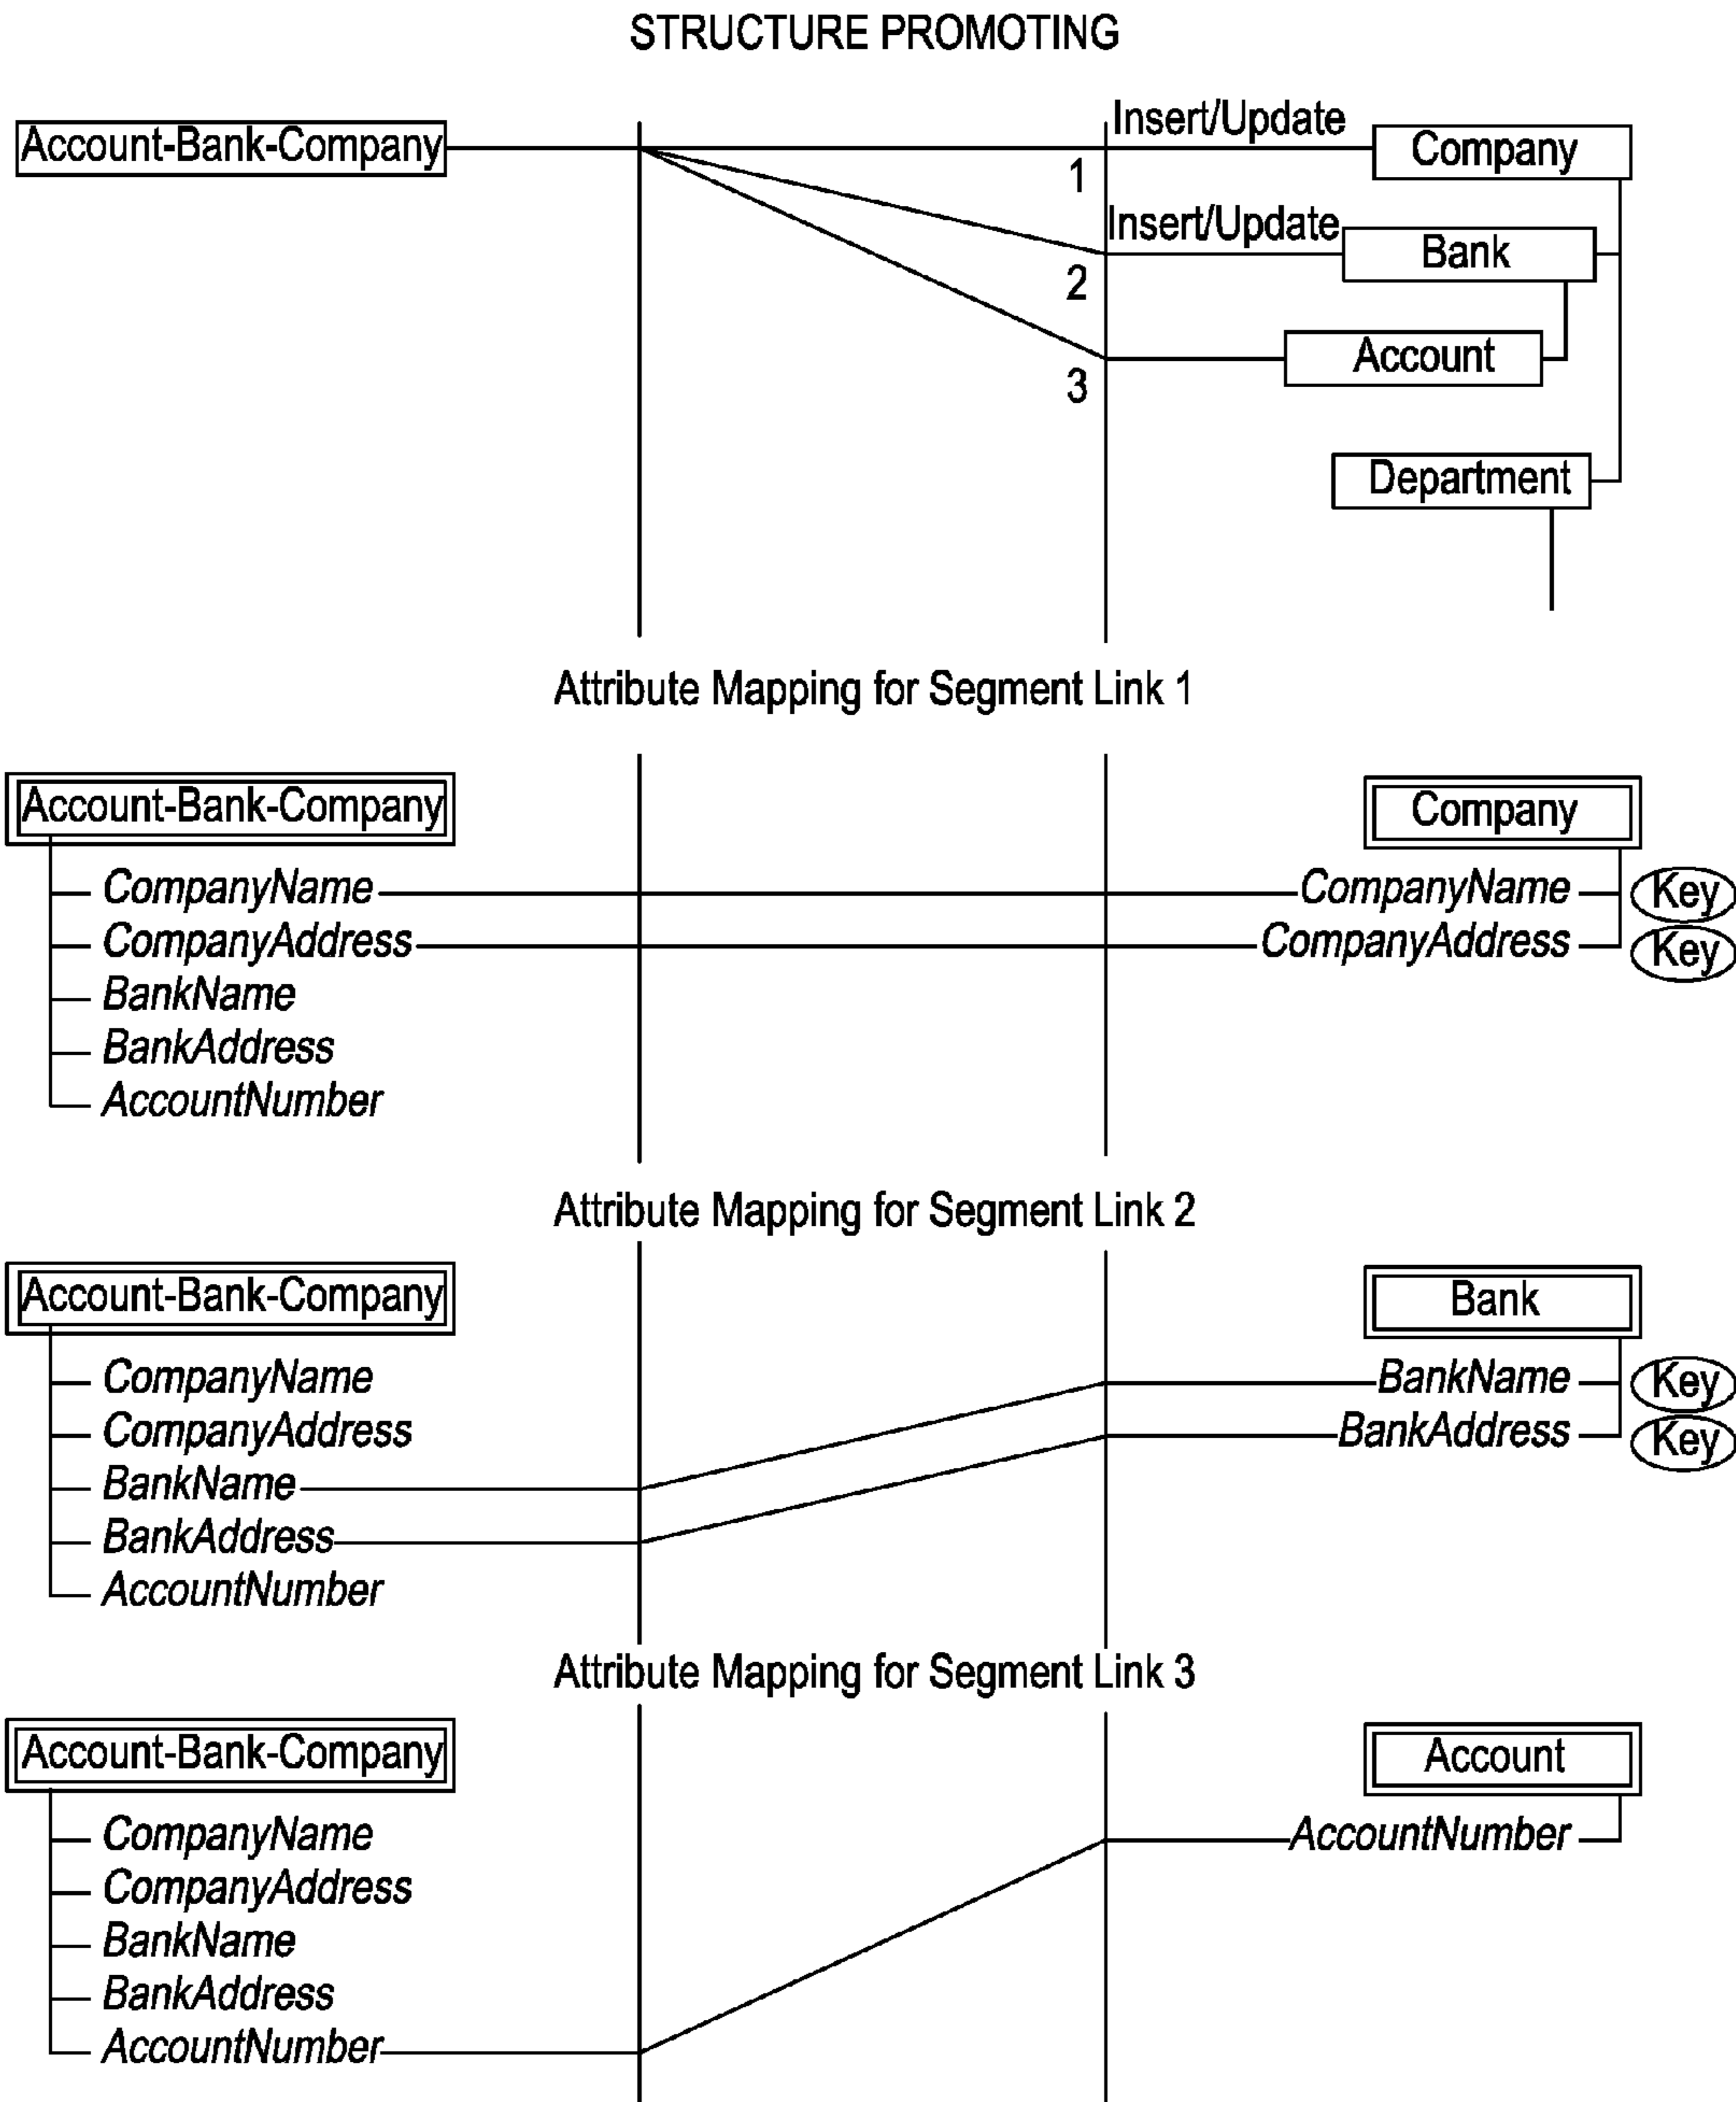 STRUCTURE PROMOTING
Account-Bank-Company
Insert/Update
Company
1
Insert/Update
Bank
2
Account
3
Department
Attribute Mapping for Segment Link 1
Account-Bank-Company
Company
CompanyName
CompanyName
Key
CompanyAddress
CompanyAddress
Key
BankName
BankAddress
AccountNumber
Attribute Mapping for Segment Link 2
Account-Bank-Company
Bank
CompanyName
BankName
Key
CompanyAddress
BankAddress
Key
BankName
BankAddress
AccountNumber
Attribute Mapping for Segment Link 3
Account-Bank-Company
Account
CompanyName
AccountNumber
CompanyAddress
BankName
BankAddress
AccountNumber